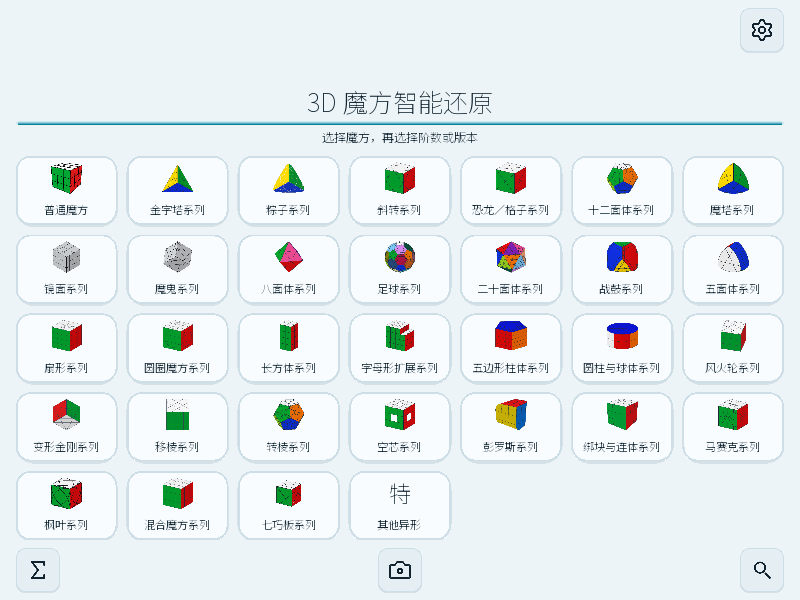 3D 魔方智能还原
选择魔方，再选择阶数或版本
普通魔方
金字塔系列
粽子系列
斜转系列
恐龙／格子系列
十二面体系列
魔塔系列
镜面系列
魔鬼系列
八面体系列
足球系列
二十面体系列
战鼓系列
五面体系列
扇形系列
圆圈魔方系列
长方体系列
字母形扩展系列
五边形柱体系列
圆柱与球体系列
风火轮系列
变形金刚系列
移棱系列
转棱系列
空芯系列
彭罗斯系列
绑块与连体系列
马赛克系列
枫叶系列
混合魔方系列
七巧板系列
特
其他异形
Σ